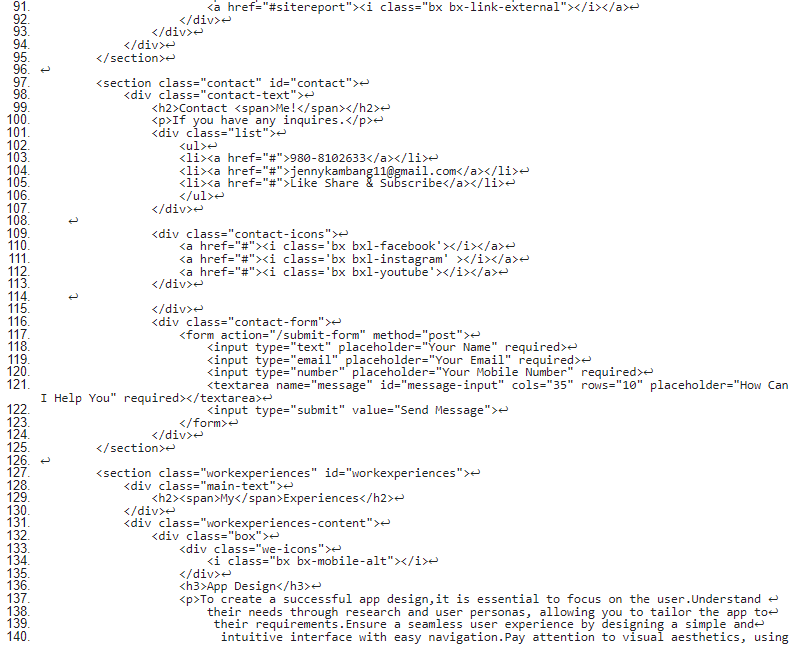 91. <a href="#sitereport"><i class="bx bx-link-external"></i></a>↩
92. </div>↩
93. </div>↩
94. </div>↩
95. </section>↩
96. ↩
97. <section class="contact" id="contact">↩
98. <div class="contact-text">↩
99. <h2>Contact <span>Me!</span></h2>↩
100. <p>If you have any inquires.</p>↩
101. <div class="list">↩
102. <ul>↩
103. <li><a href="#">980-8102633</a></li>↩
104. <li><a href="#">jennykambang11@gmail.com</a></li>↩
105. <li><a href="#">Like Share & Subscribe</a></li>↩
106. </ul>↩
107. </div>↩
108. ↩
109. <div class="contact-icons">↩
110. <a href="#"><i class='bx bxl-facebook'></i></a>↩
111. <a href="#"><i class='bx bxl-instagram' ></i></a>↩
112. <a href="#"><i class='bx bxl-youtube'></i></a>↩
113. </div>↩
114. ↩
115. </div>↩
116. <div class="contact-form">↩
117. <form action="/submit-form" method="post">↩
118. <input type="text" placeholder="Your Name" required>↩
119. <input type="email" placeholder="Your Email" required>↩
120. <input type="number" placeholder="Your Mobile Number" required>↩
121. <textarea name="message" id="message-input" cols="35" rows="10" placeholder="How Can
I Help You" required></textarea>↩
122. <input type="submit" value="Send Message">↩
123. </form>↩
124. </div>↩
125. </section>↩
126. ↩
127. <section class="workexperiences" id="workexperiences">↩
128. <div class="main-text">↩
129. <h2><span>My</span>Experiences</h2>↩
130. </div>↩
131. <div class="workexperiences-content">↩
132. <div class="box">↩
133. <div class="we-icons">↩
134. <i class="bx bx-mobile-alt"></i>↩
135. </div>↩
136. <h3>App Design</h3>↩
137. <p>To create a successful app design,it is essential to focus on the user.Understand ↩
138. their needs through research and user personas, allowing you to tailor the app to↩
139. their requirements.Ensure a seamless user experience by designing a simple and↩
140. intuitive interface with easy navigation.Pay attention to visual aesthetics, using